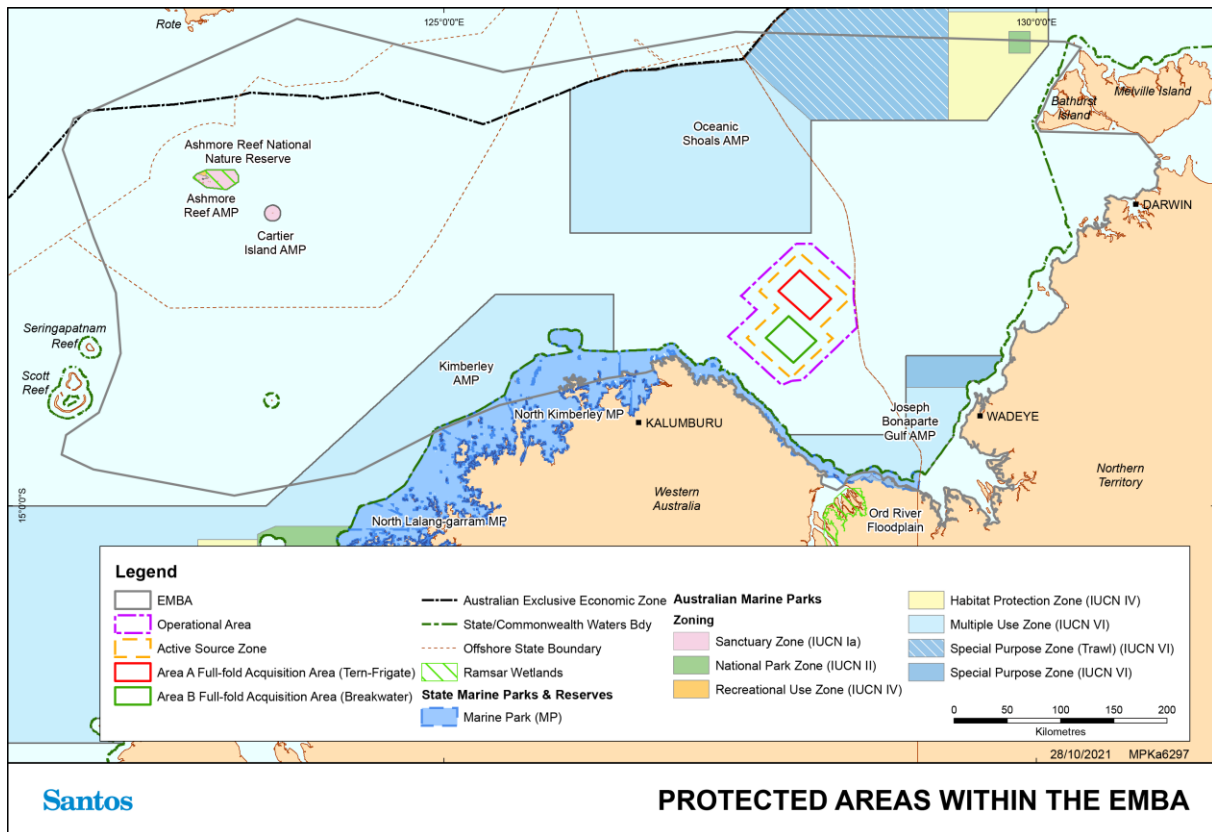 Rote
125°0'0"E
130°0'0"E
Melville Island
Bathurst
Island
Oceanic
Shoals AMP
Ashmore Reef National
Nature Reserve
Ashmore
Reef AMP
Cartier
Island AMP
DARWIN
Seringapatnam
Reef
Scott
Reef
Kimberley
AMP
North Kimberley MP
KALUMBURU
Joseph
Bonaparte
Gulf AMP
WADEYE
Western
Australia
Northern
Territory
Ord River
Floodplain
15°0'0"S
North Lalang-garram MP
Legend
EMBA
Operational Area
Active Source Zone
Area A Full-fold Acquisition Area (Tern-Frigate)
Area B Full-fold Acquisition Area (Breakwater)
Australian Exclusive Economic Zone
State/Commonwealth Waters Bdy
Offshore State Boundary
Ramsar Wetlands
State Marine Parks & Reserves
Marine Park (MP)
Australian Marine Parks
Zoning
Sanctuary Zone (IUCN Ia)
National Park Zone (IUCN II)
Recreational Use Zone (IUCN IV)
Habitat Protection Zone (IUCN IV)
Multiple Use Zone (IUCN VI)
Special Purpose Zone (Trawl) (IUCN VI)
Special Purpose Zone (IUCN VI)
0 50 100 150 200
Kilometres
28/10/2021 MPKa6297
Santos
PROTECTED AREAS WITHIN THE EMBA